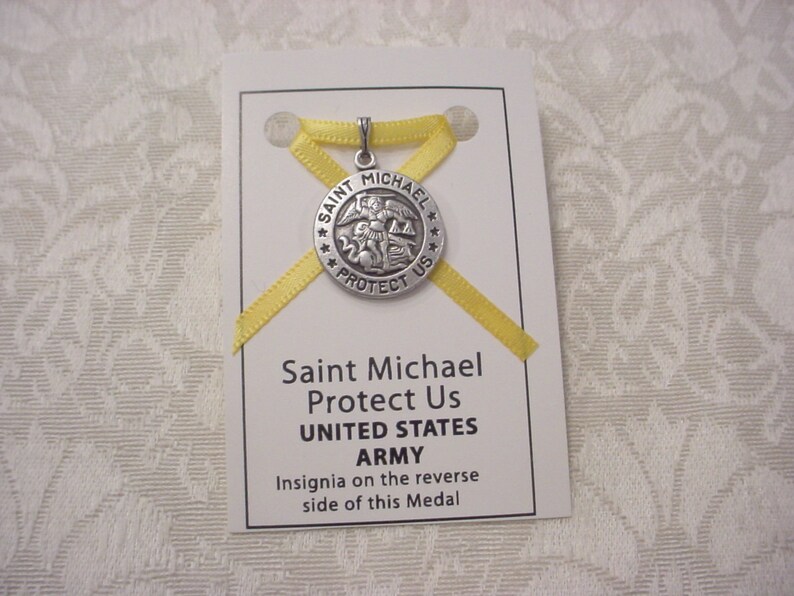 SAINT MICHAEL
PROTECT US
Saint Michael
Protect Us
UNITED STATES
ARMY
Insignia on the reverse
side of this Medal